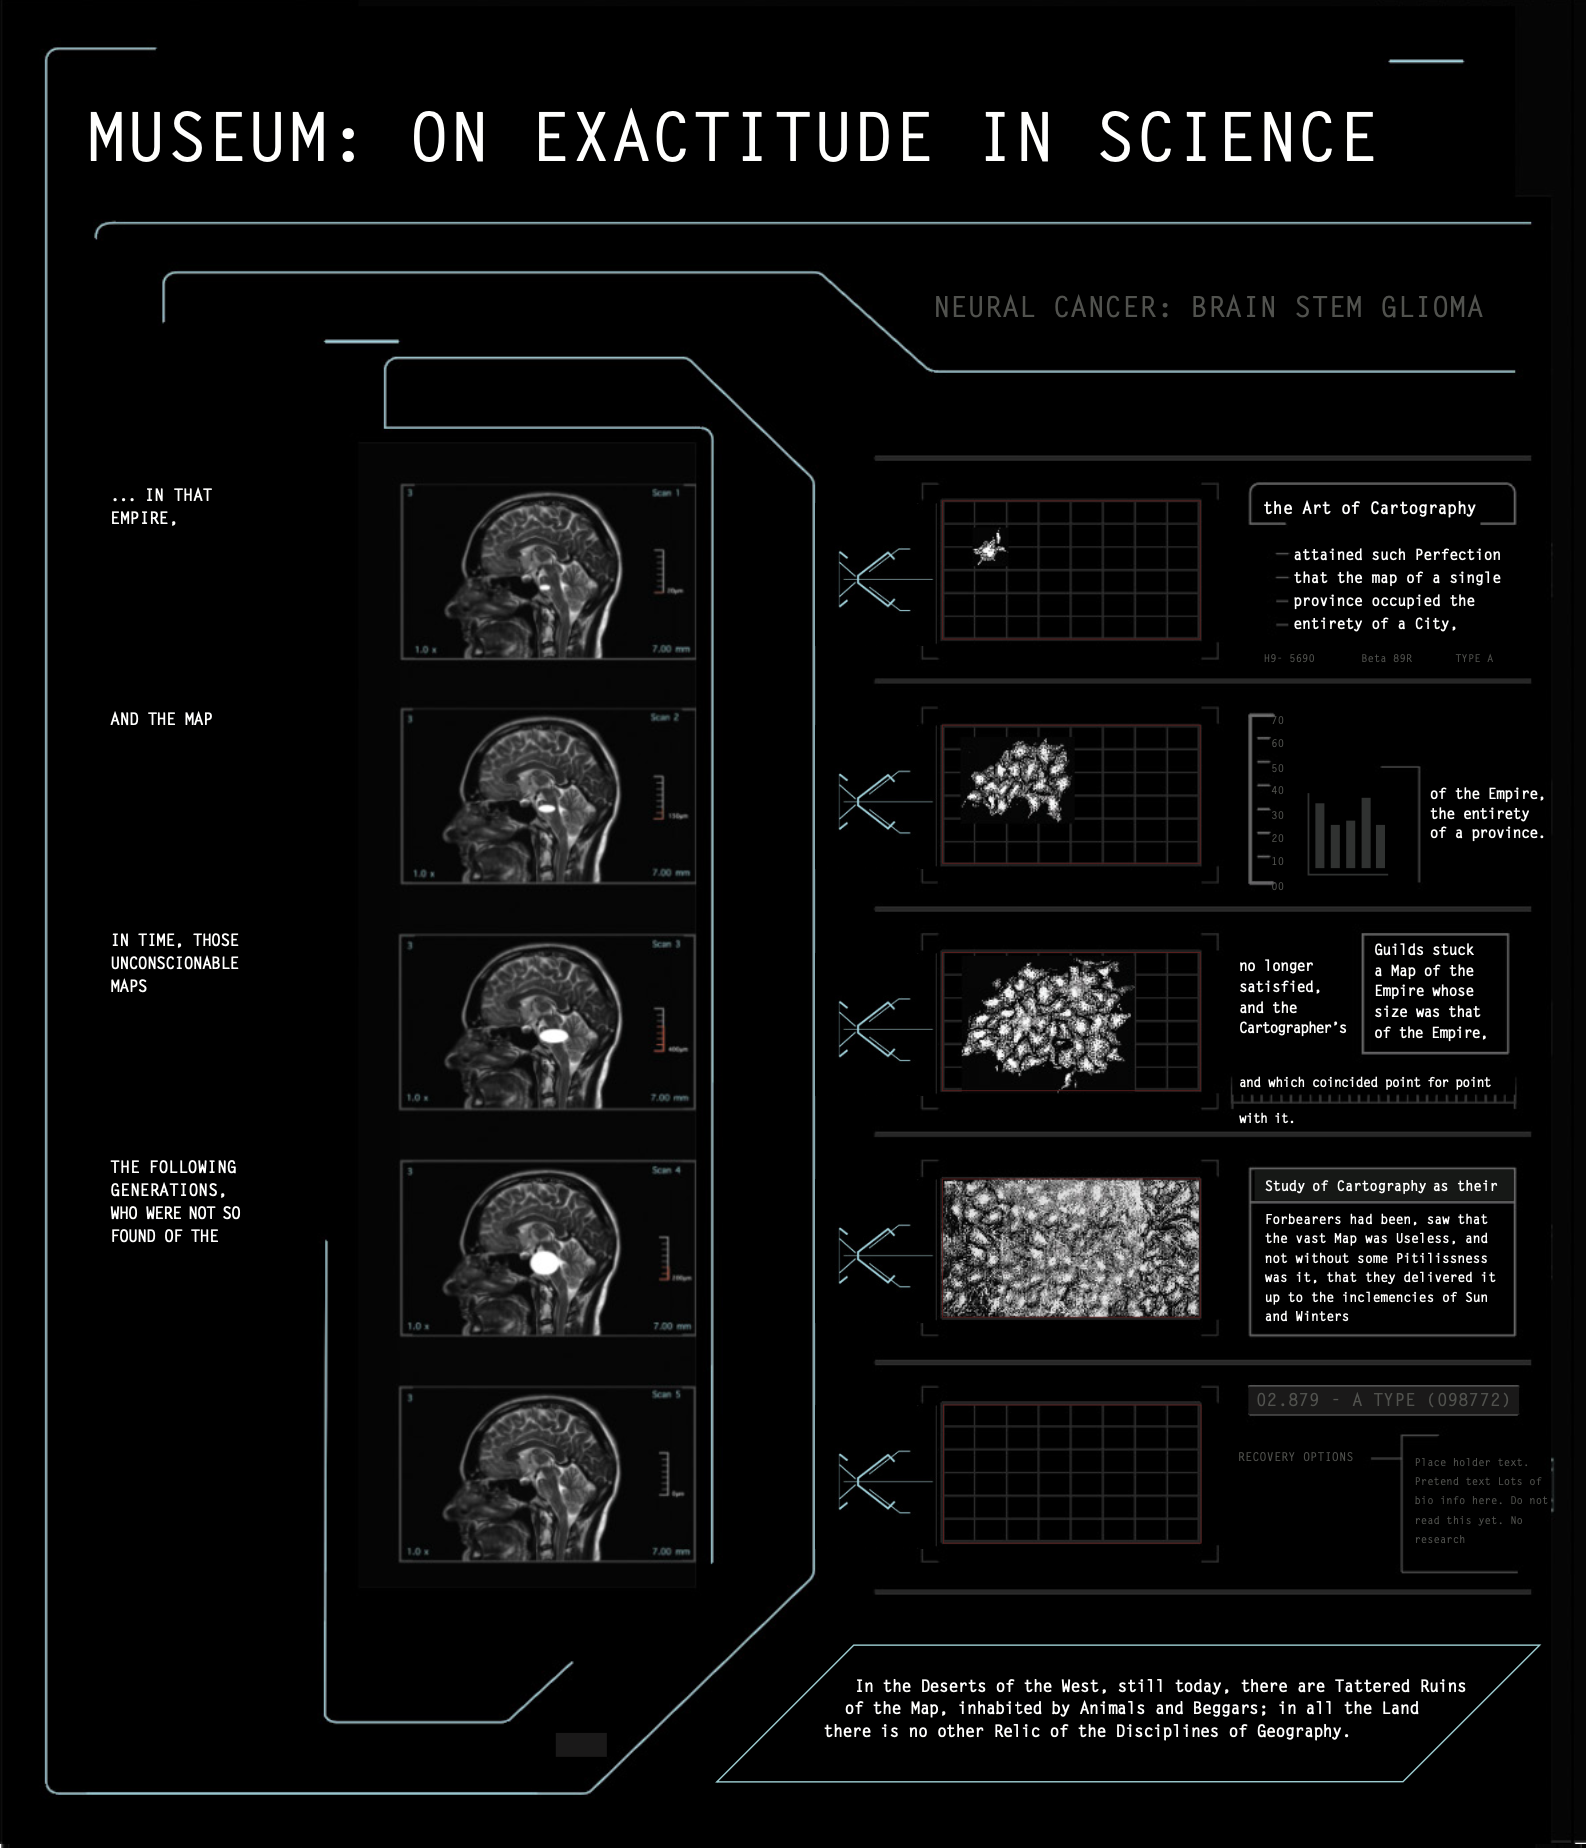 MUSEUM: ON EXACTITUDE IN SCIENCE
NEURAL CANCER: BRAIN STEM GLIOMA
... IN THAT
EMPIRE,
3
Scan 1
20µm
1.0 x
7.00 mm
the Art of Cartography
attained such Perfection
that the map of a single
province occupied the
entirety of a City,
H9- 5690
Beta 89R
TYPE A
AND THE MAP
3
Scan 2
150µm
1.0 x
7.00 mm
70
60
50
40
30
20
10
00
of the Empire,
the entirety
of a province.
IN TIME, THOSE
UNCONSCIONABLE
MAPS
3
Scan 3
400µm
1.0 x
7.00 mm
no longer
satisfied,
and the
Cartographer's
Guilds stuck
a Map of the
Empire whose
size was that
of the Empire,
and which coincided point for point
with it.
THE FOLLOWING
GENERATIONS,
WHO WERE NOT SO
FOUND OF THE
3
Scan 4
1.0 x
7.00 mm
Study of Cartography as their
Forbearers had been, saw that
the vast Map was Useless, and
not without some Pitilissness
was it, that they delivered it
up to the inclemencies of Sun
and Winters
3
Scan 5
0µm
1.0 x
7.00 mm
02.879 - A TYPE (098772)
RECOVERY OPTIONS
Place holder text.
Pretend text Lots of
bio info here. Do not
read this yet. No
research
In the Deserts of the West, still today, there are Tattered Ruins
of the Map, inhabited by Animals and Beggars; in all the Land
there is no other Relic of the Disciplines of Geography.